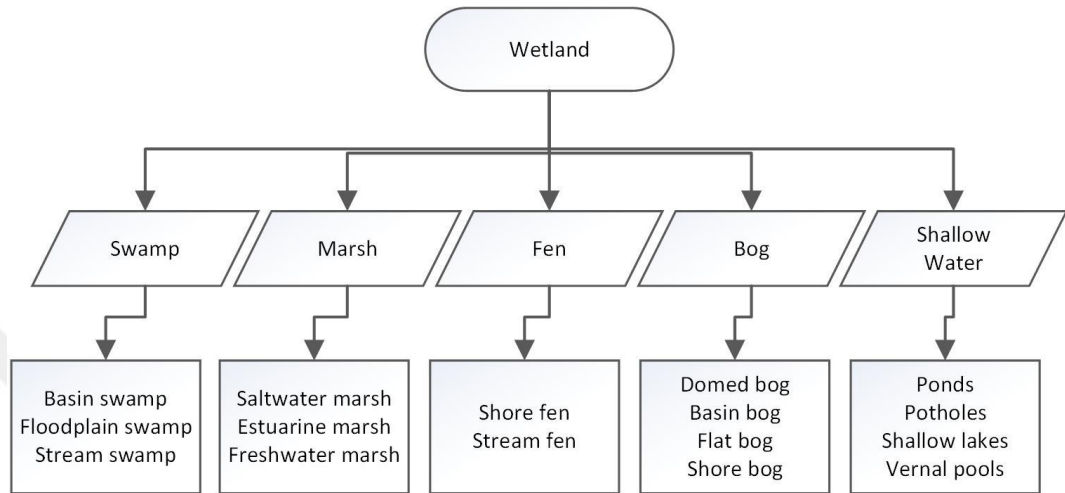 Wetland
Swamp
Marsh
Fen
Bog
Shallow
Water
Basin swamp
Floodplain swamp
Stream swamp
Saltwater marsh
Estuarine marsh
Freshwater marsh
Shore fen
Stream fen
Domed bog
Basin bog
Flat bog
Shore bog
Ponds
Potholes
Shallow lakes
Vernal pools